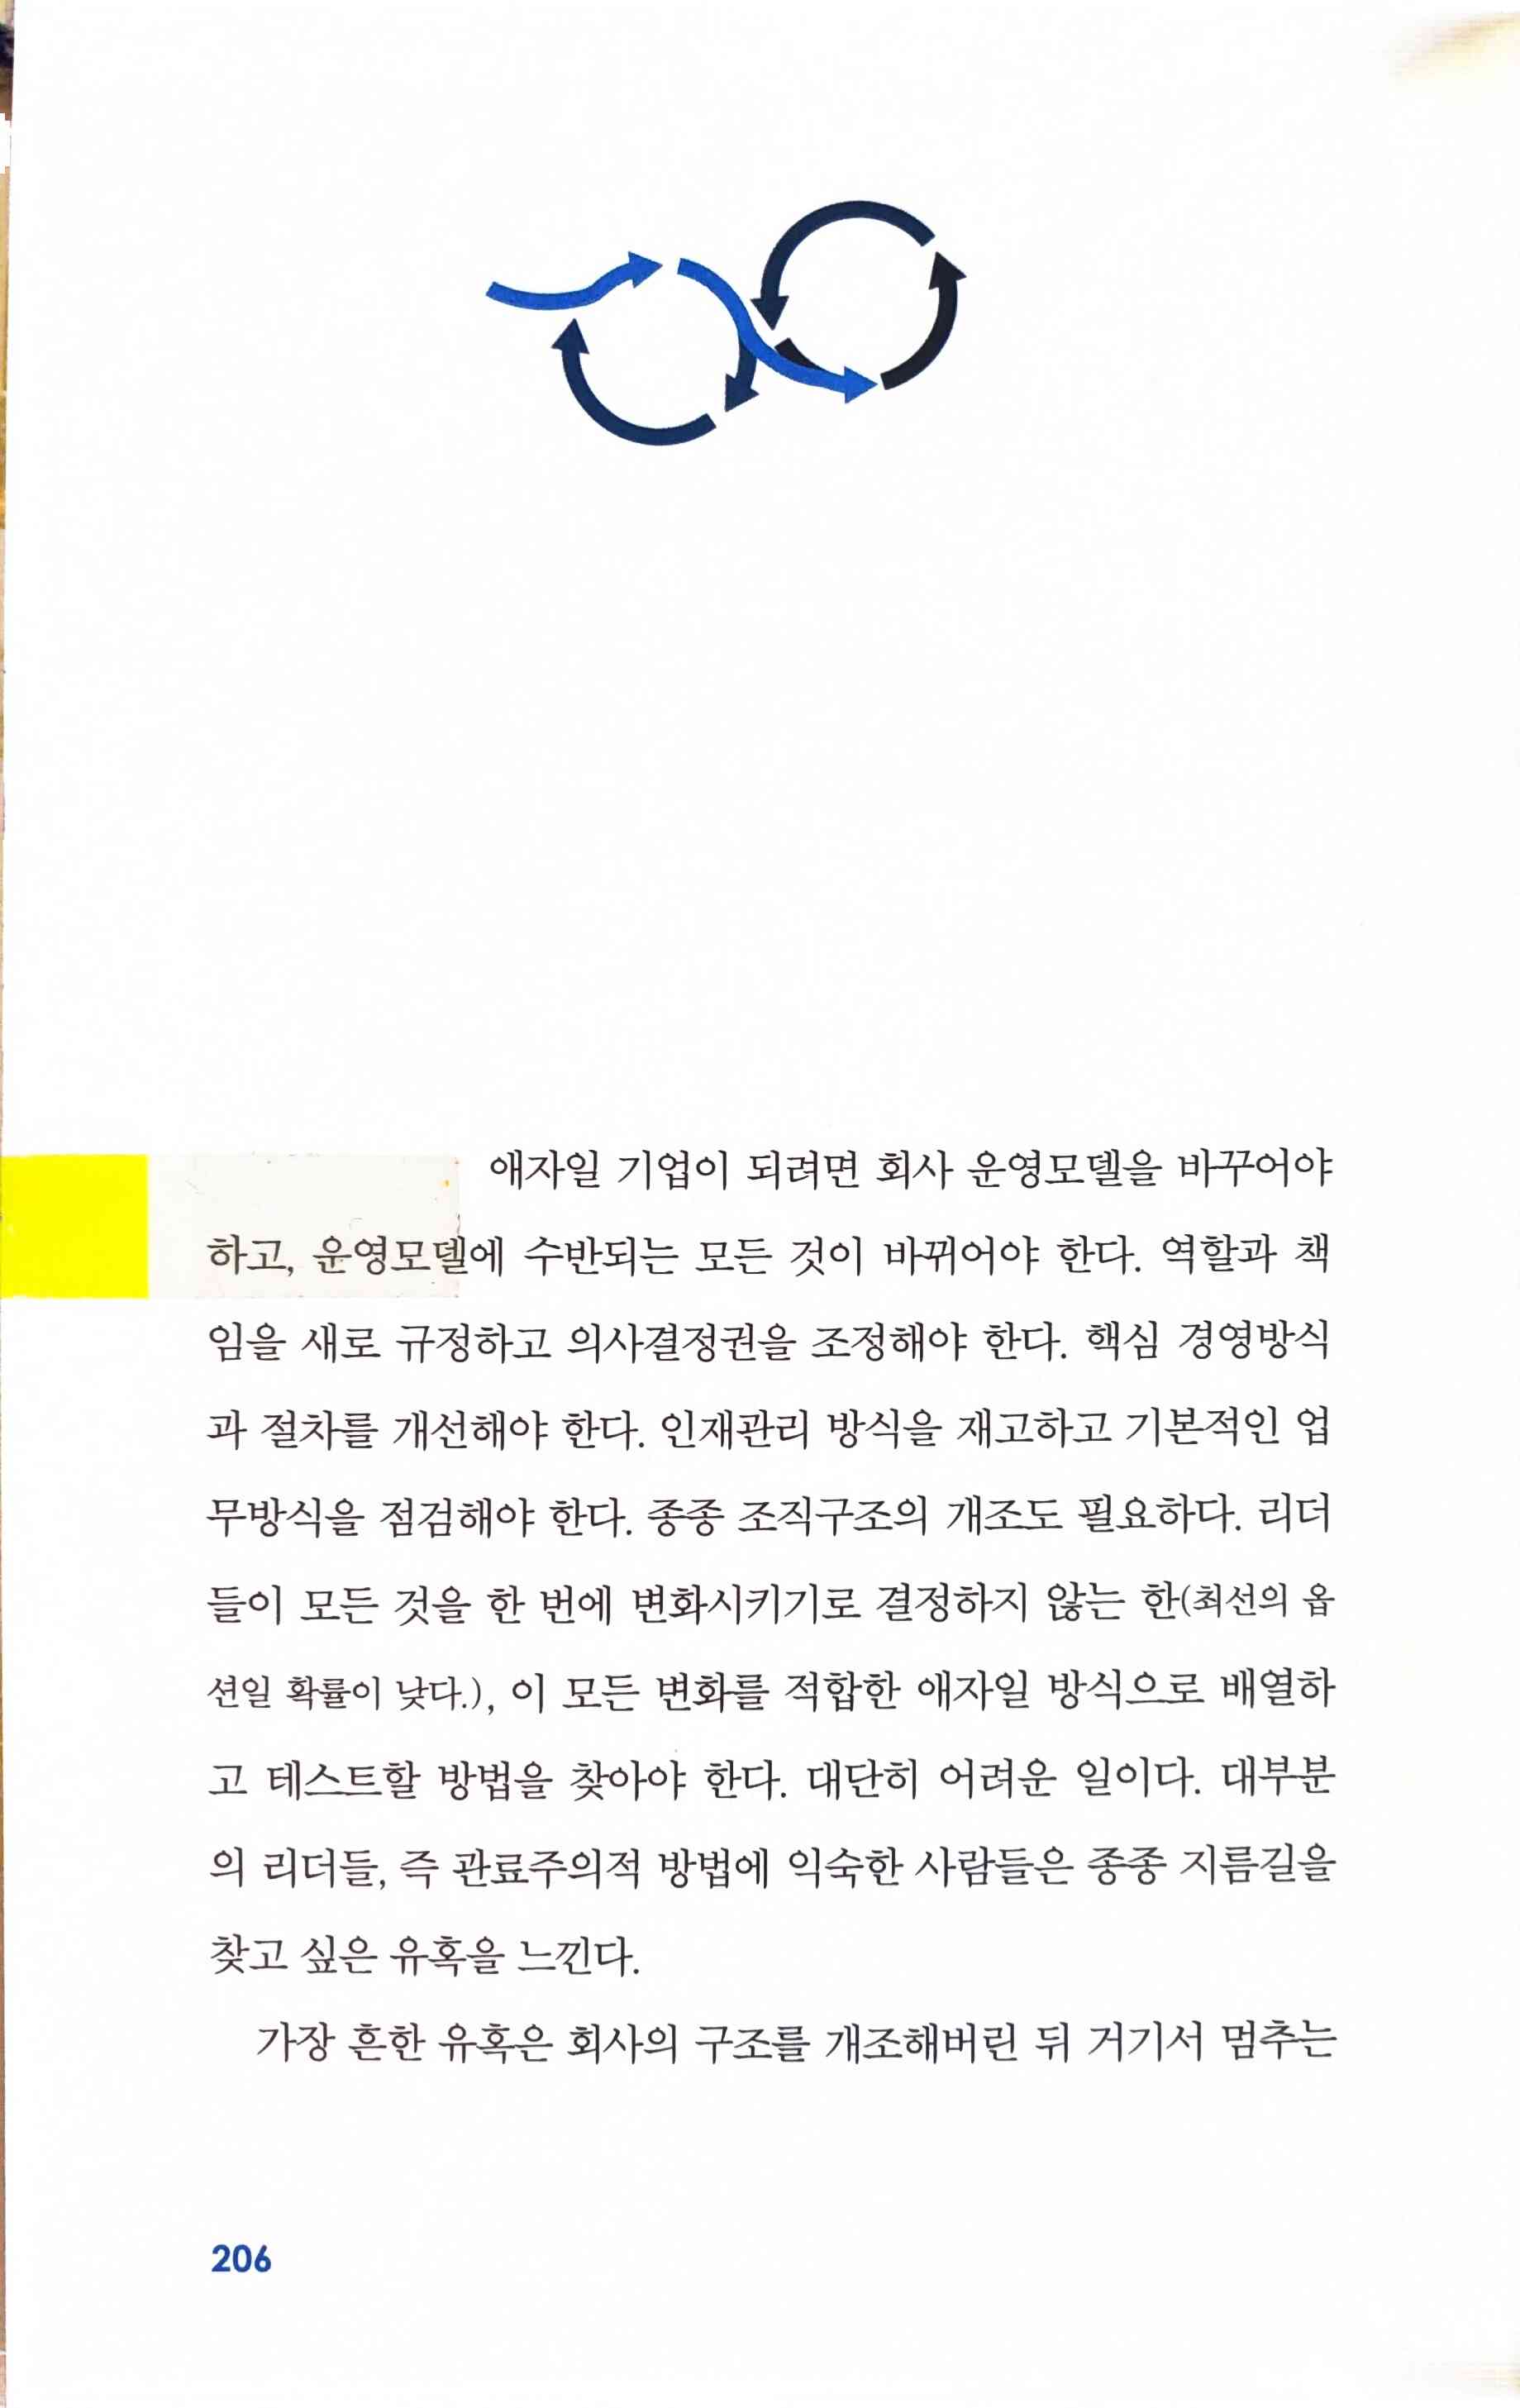 애자일 기업이 되려면 회사 운영모델을 바꾸어야
하고, 운영모델에 수반되는 모든 것이 바뀌어야 한다. 역할과 책
임을 새로 규정하고 의사결정권을 조정해야 한다. 핵심 경영방식
과 절차를 개선해야 한다. 인재관리 방식을 재고하고 기본적인 업
무방식을 점검해야 한다. 종종 조직구조의 개조도 필요하다. 리더
들이 모든 것을 한 번에 변화시키기로 결정하지 않는 한(최선의 옵
션일 확률이 낮다.), 이 모든 변화를 적합한 애자일 방식으로 배열하
고 테스트할 방법을 찾아야 한다. 대단히 어려운 일이다. 대부분
의 리더들, 즉 관료주의적 방법에 익숙한 사람들은 종종 지름길을
찾고 싶은 유혹을 느낀다.
가장 흔한 유혹은 회사의 구조를 개조해버린 뒤 거기서 멈추는
206